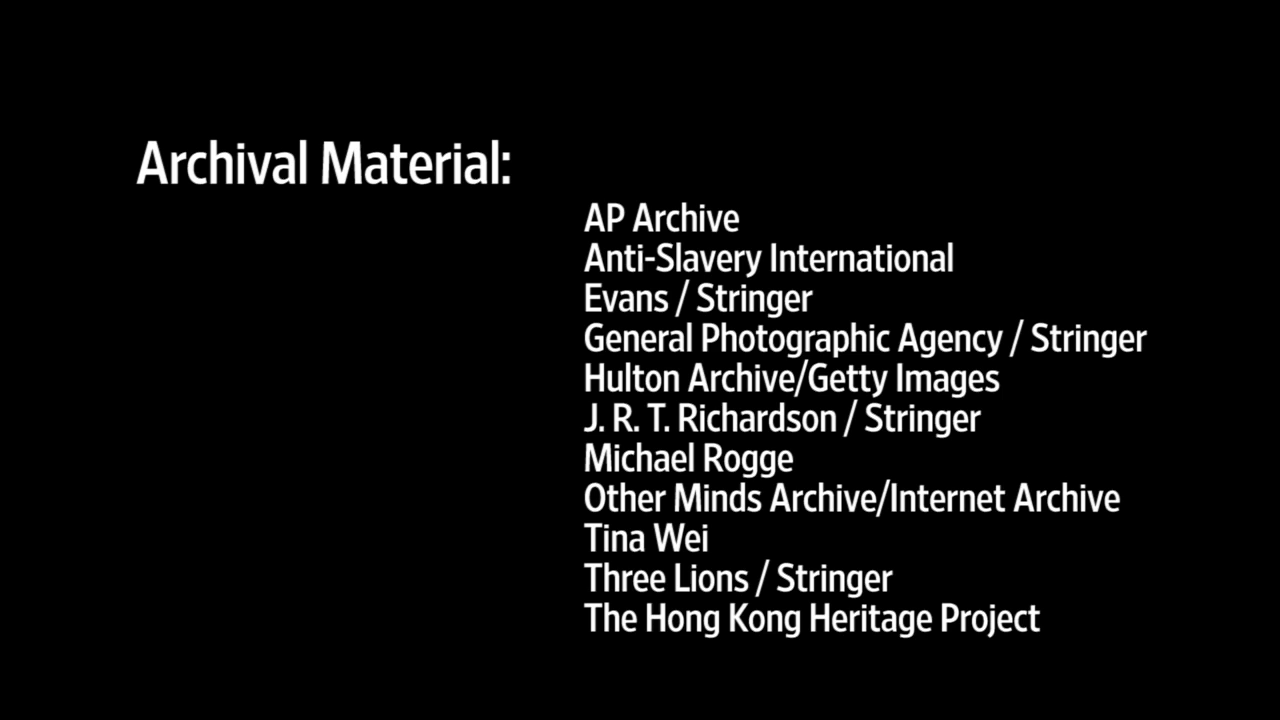 Archival Material:
AP Archive
Anti-Slavery International
Evans / Stringer
General Photographic Agency / Stringer
Hulton Archive/Getty Images
J. R. T. Richardson / Stringer
Michael Rogge
Other Minds Archive/Internet Archive
Tina Wei
Three Lions / Stringer
The Hong Kong Heritage Project